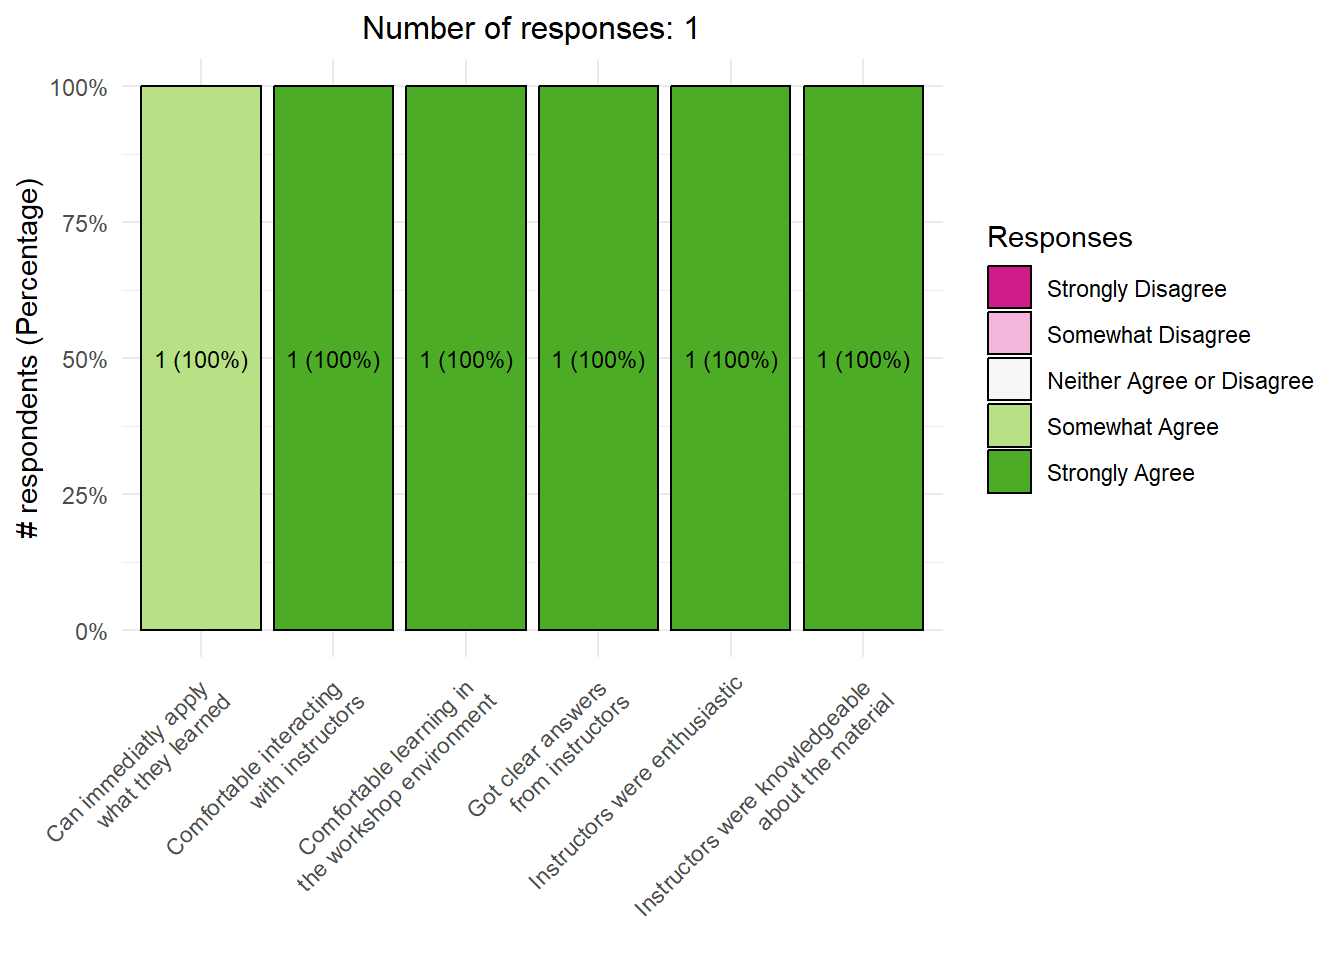 Number of responses: 1
# respondents (Percentage)
100%
75%
50%
25%
0%
1 (100%)
1 (100%)
1 (100%)
1 (100%)
1 (100%)
1 (100%)
Can immediatly apply
what they learned
Comfortable interacting
with instructors
Comfortable learning in
the workshop environment
Got clear answers
from instructors
Instructors were enthusiastic
Instructors were knowledgeable
about the material
Responses
Strongly Disagree
Somewhat Disagree
Neither Agree or Disagree
Somewhat Agree
Strongly Agree